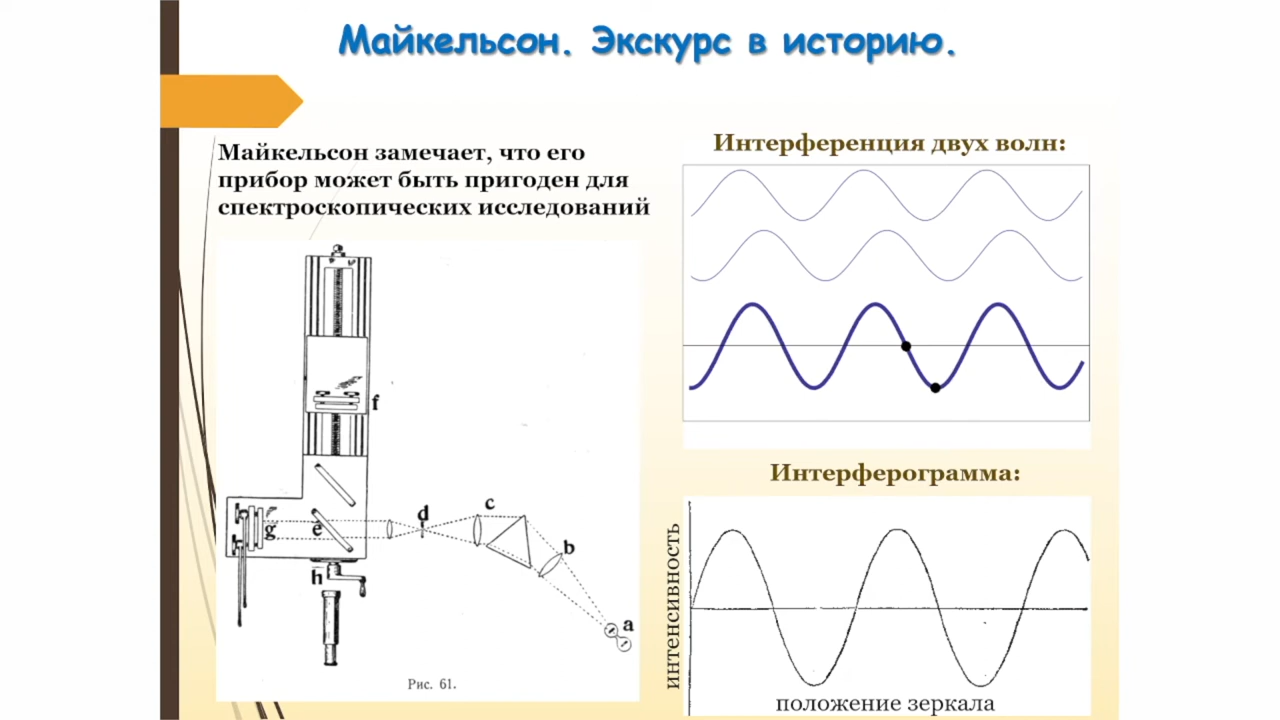 Майкельсон. Экскурс в историю.
Майкельсон замечает, что его
прибор может быть пригоден для
спектроскопических исследований
f
g
e
d
c
b
h
a
Рис. 61.
Интерференция двух волн:
Интерферограмма:
интенсивность
положение зеркала